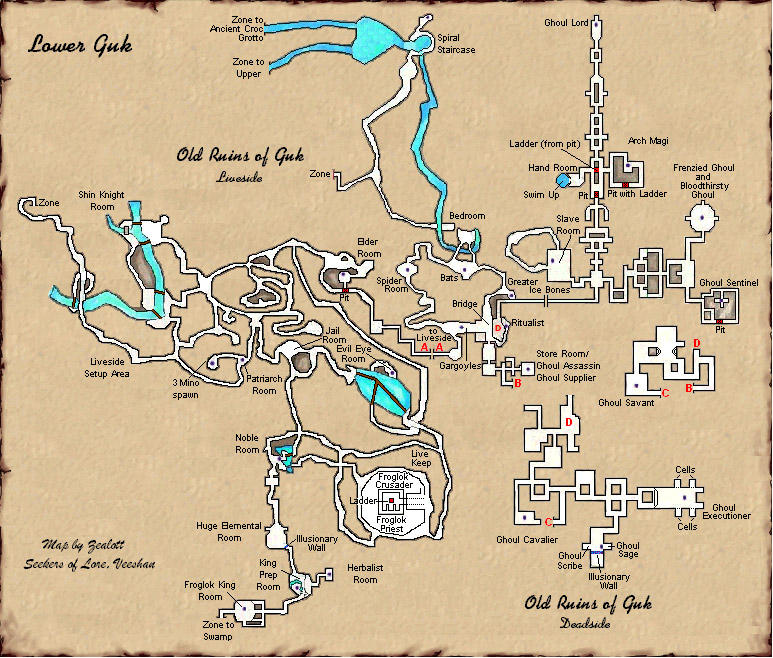 Lower Guk
Zone to
Ancient Croc
Grotto
Zone to
Upper
Spiral
Staircase
Ghoul Lord
Old Ruins of Guk
Liveside
Ladder (from pit)
Arch Magi
Hand Room
Swim Up
Pit
Pit with Ladder
Frenzied Ghoul
and
Bloodthirsty
Ghoul
Zone
Zone
Shin Knight
Room
Bedroom
Slave
Room
Elder
Room
Pit
Spider
Room
Bats
Greater
Ice Bones
Ghoul Sentinel
Pit
Bridge
D
Ritualist
to
Liveside
A A
Gargoyles
Jail
Room
Evil Eye
Room
Store Room/
Ghoul Assassin
Ghoul Supplier
B
D
B
C
Ghoul Savant
Liveside
Setup Area
3 Mino
spawn
Patriarch
Room
D
Noble
Room
Live
Keep
Froglok
Crusader
Ladder
Froglok
Priest
Cells
Ghoul
Executioner
Cells
C
Ghoul Cavalier
Huge Elemental
Room
Illusionary
Wall
Ghoul
Sage
Ghoul
Scribe
Illusionary
Wall
Map by Zealott
Seekers of Lore, Veeshan
King
Prep
Room
Herbalist
Room
Froglok King
Room
Zone to
Swamp
Old Ruins of Guk
Deadside